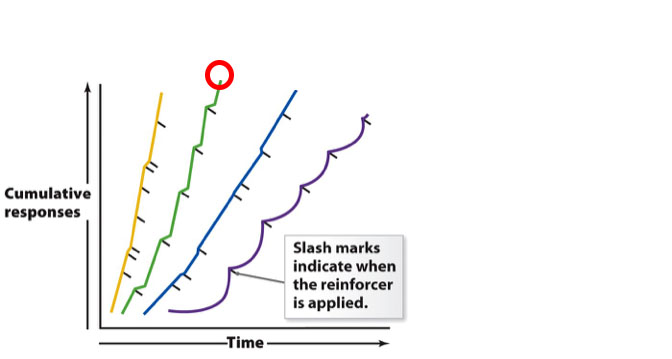 Cumulative
responses
Slash marks
indicate when
the reinforcer
is applied.
Time